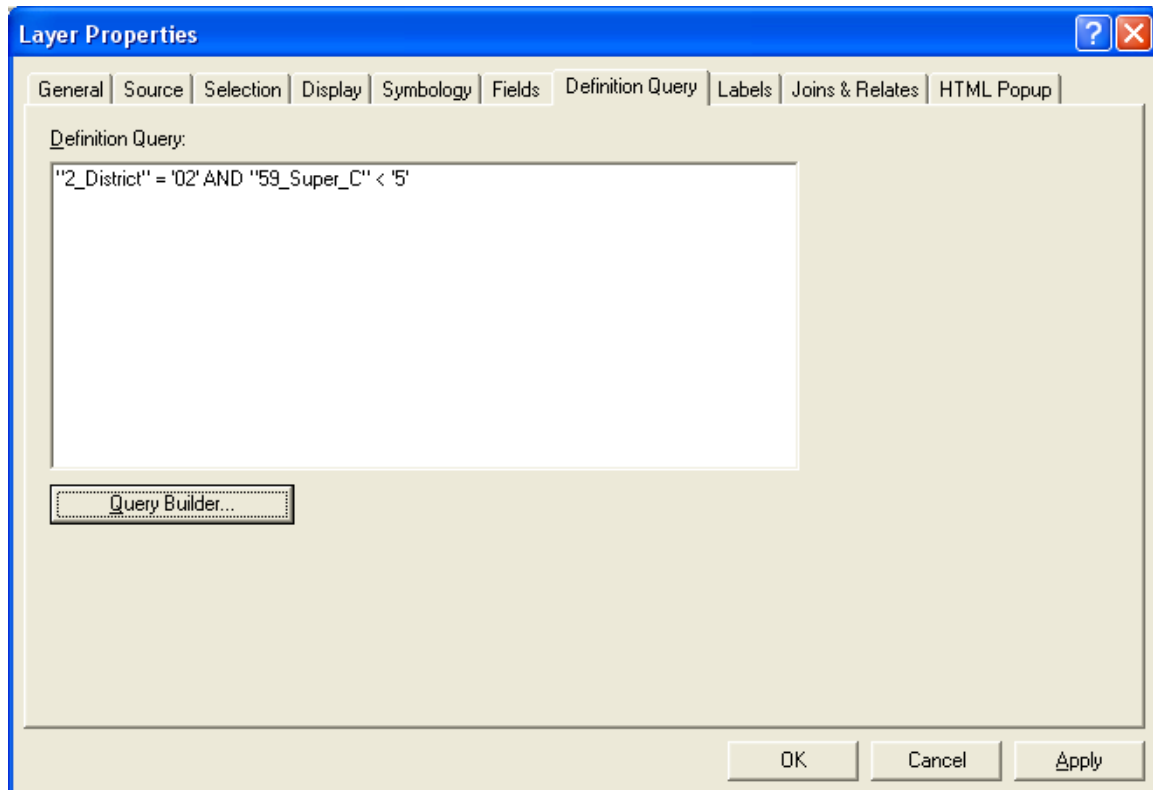 Layer Properties
General Source Selection Display Symbology Fields Definition Query Labels Joins & Relates HTML Popup
Definition Query:
"2_District" = '02' AND "59_Super_C" < '5'
Query Builder...
OK Cancel Apply